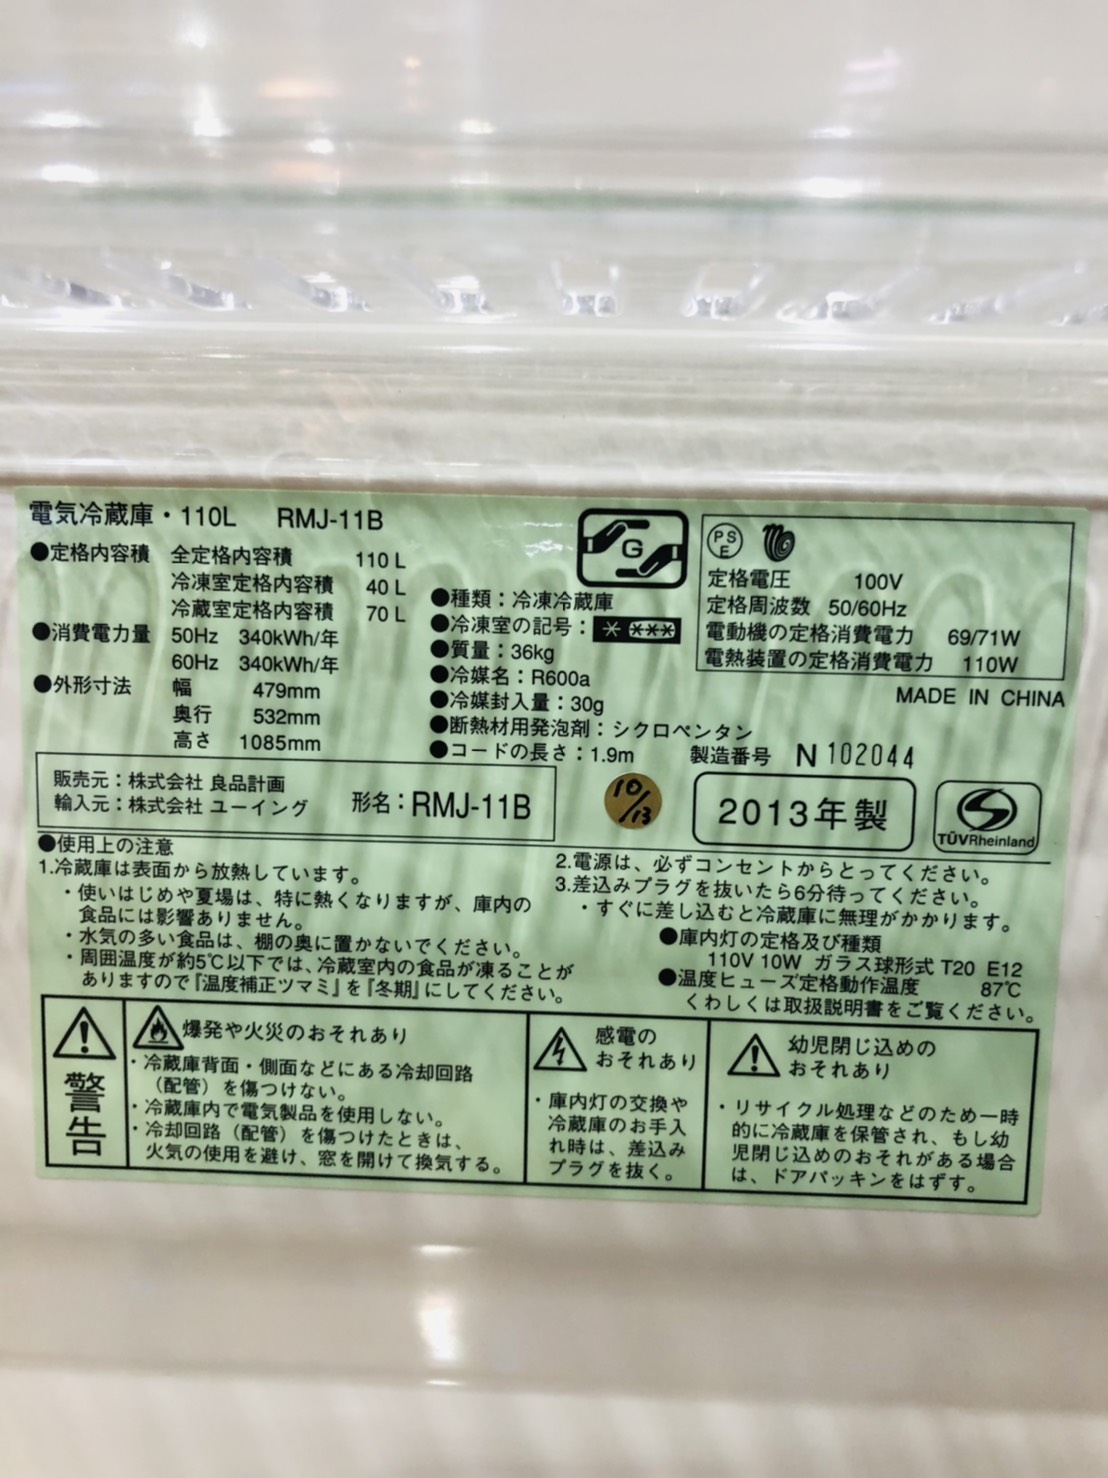 電気冷蔵庫・110L RMJ-11B
●定格内容積 全定格内容積 110 L
冷凍室定格内容積 40 L
冷蔵室定格内容積 70 L
●消費電力量 50Hz 340kWh/年
60Hz 340kWh/年
●外形寸法 幅 479mm
奥行 532mm
高さ 1085mm
G
●種類：冷凍冷蔵庫
●冷凍室の記号：
●質量：36kg
●冷媒名：R600a
●冷媒封入量：30g
●断熱材用発泡剤：シクロペンタン
●コードの長さ：1.9m
PS
E
定格電圧 100V
定格周波数 50/60Hz
電動機の定格消費電力 69/71W
電熱装置の定格消費電力 110W
MADE IN CHINA
製造番号 N 102044
販売元：株式会社 良品計画
輸入元：株式会社 ユーイング
形名：RMJ-11B
10/13
2013年製
TÜVRheinland
●使用上の注意
1.冷蔵庫は表面から放熱しています。
・使いはじめや夏場は、特に熱くなりますが、庫内の
食品には影響ありません。
・水気の多い食品は、棚の奥に置かないでください。
・周囲温度が約5℃以下では、冷蔵室内の食品が凍ることが
ありますので『温度補正ツマミ』を『冬期』にしてください。
2.電源は、必ずコンセントからとってください。
3.差込みプラグを抜いたら6分待ってください。
・すぐに差し込むと冷蔵庫に無理がかかります。
●庫内灯の定格及び種類
110V 10W ガラス球形式 T20 E12
●温度ヒューズ定格動作温度 87℃
くわしくは取扱説明書をご覧ください。
警告
爆発や火災のおそれあり
・冷蔵庫背面・側面などにある冷却回路
（配管）を傷つけない。
・冷蔵庫内で電気製品を使用しない。
・冷却回路（配管）を傷つけたときは、
火気の使用を避け、窓を開けて換気する。
感電の
おそれあり
・庫内灯の交換や
冷蔵庫のお手入
れ時は、差込み
プラグを抜く。
幼児閉じ込めの
おそれあり
・リサイクル処理などのため一時
的に冷蔵庫を保管され、もし幼
児閉じ込めのおそれがある場合
は、ドアパッキンをはずす。